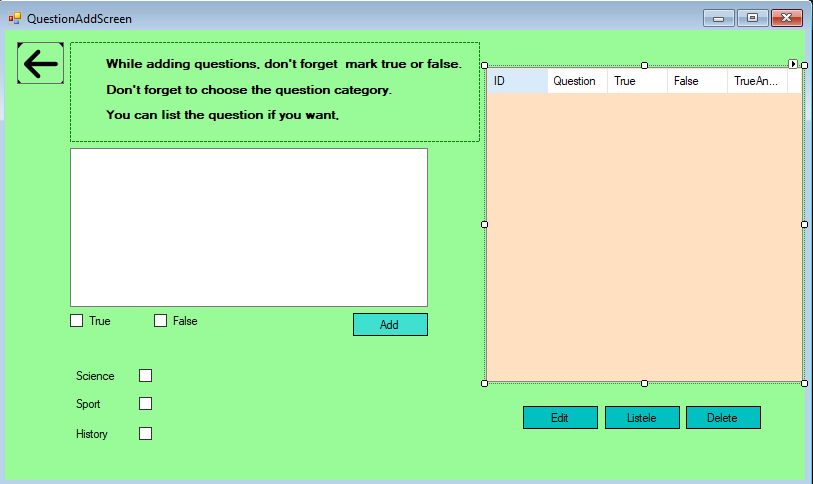 QuestionAddScreen
While adding questions, don't forget mark true or false.
Don't forget to choose the question category.
You can list the question if you want.
ID Question True False TrueAn...
True False Add
Science
Sport
History
Edit Listele Delete